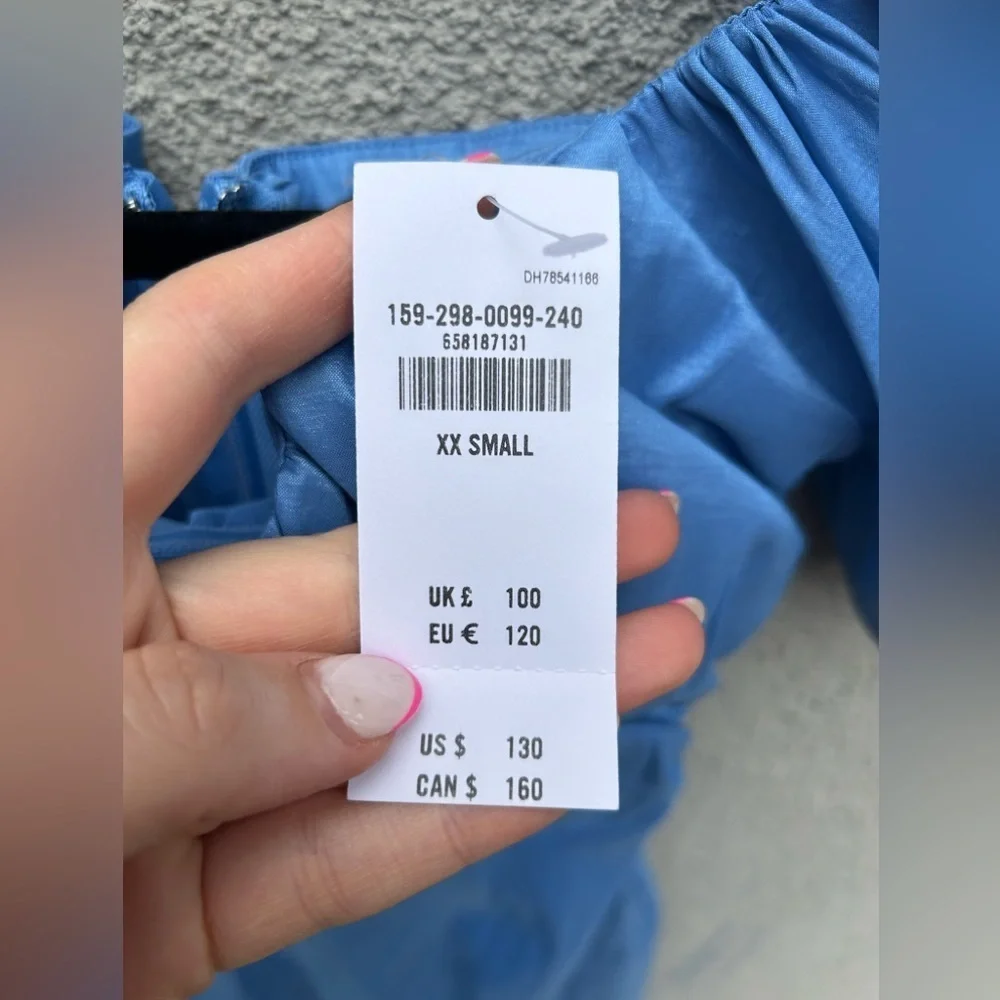 DH78541166
159-298-0099-240
658187131
XX SMALL
UK £ 100
EU € 120
US $ 130
CAN $ 160